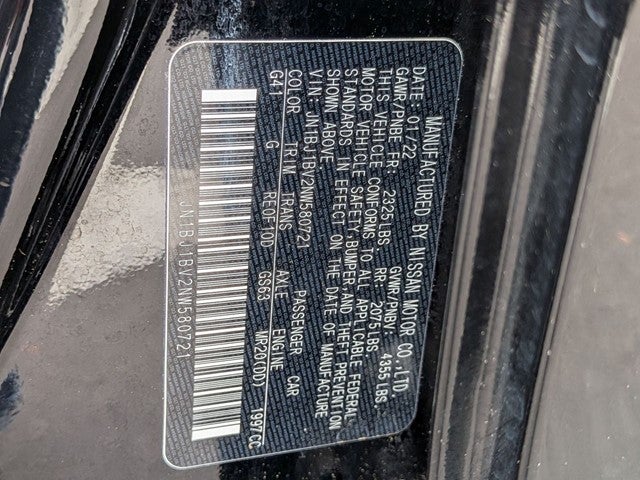 MANUFACTURED BY NISSAN MOTOR CO.,LTD.
DATE: 01/22 GVWR/PNBV 4355 LBS.
GAWR/PNBE FR 2325 LBS RR: 2075 LBS
THIS VEHICLE CONFORMS TO ALL APPLICABLE FEDERAL
MOTOR VEHICLE SAFETY, BUMPER, AND THEFT PREVENTION
STANDARDS IN EFFECT ON THE DATE OF MANUFACTURE
SHOWN ABOVE.
VIN: JN1BJ1BV2NW580721 PASSENGER CAR
COLOR TRIM TRANS AXLE ENGINE
G41 G RE0F10D GS63 MR20(DD) 1997CC
JN1BJ1BV2NW580721